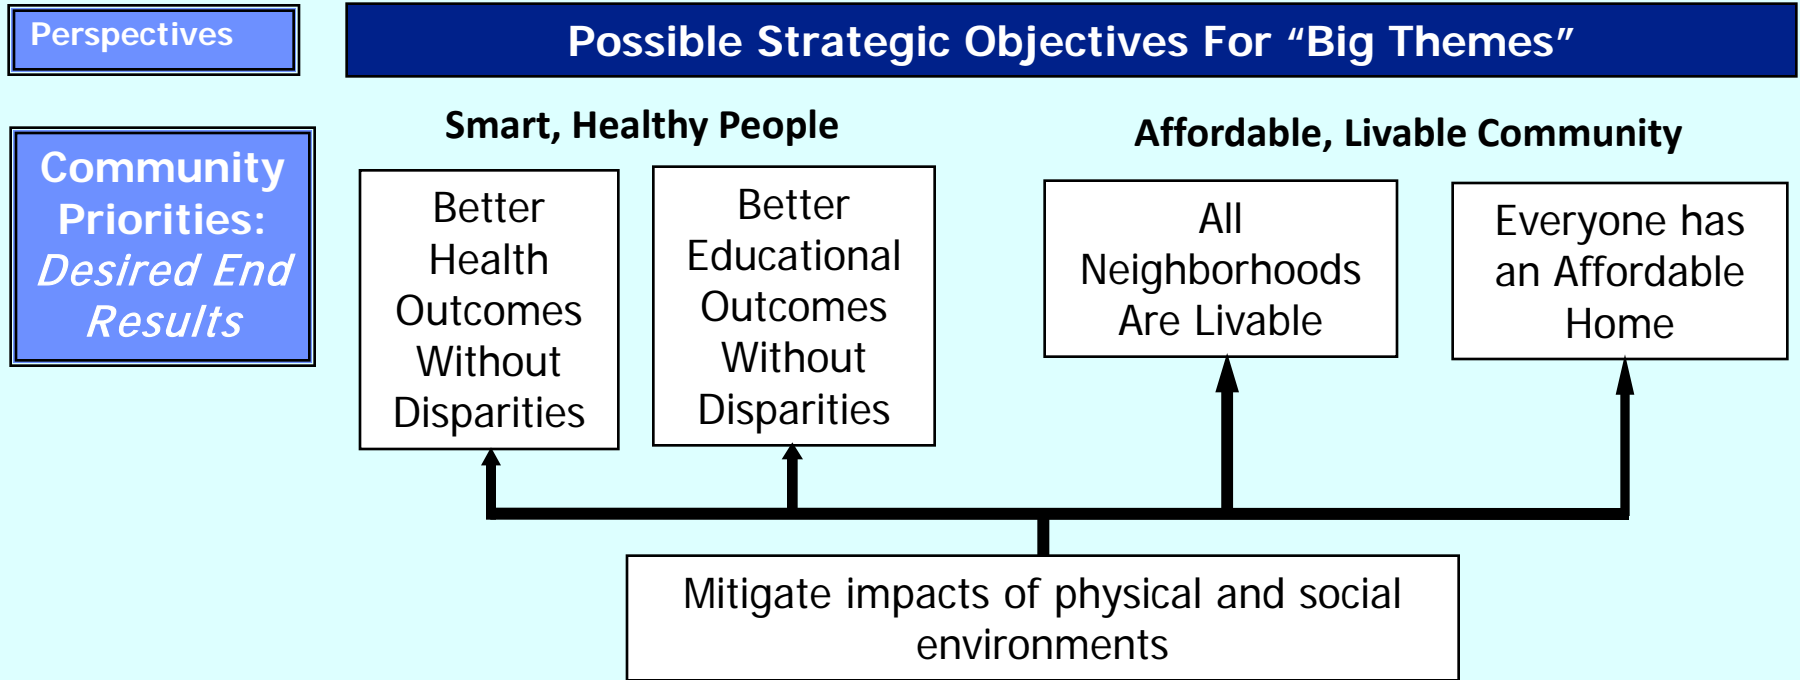 Perspectives
Possible Strategic Objectives For “Big Themes”
Community
Priorities:
Desired End
Results
Smart, Healthy People
Affordable, Livable Community
Better
Health
Outcomes
Without
Disparities
Better
Educational
Outcomes
Without
Disparities
All
Neighborhoods
Are Livable
Everyone has
an Affordable
Home
Mitigate impacts of physical and social
environments